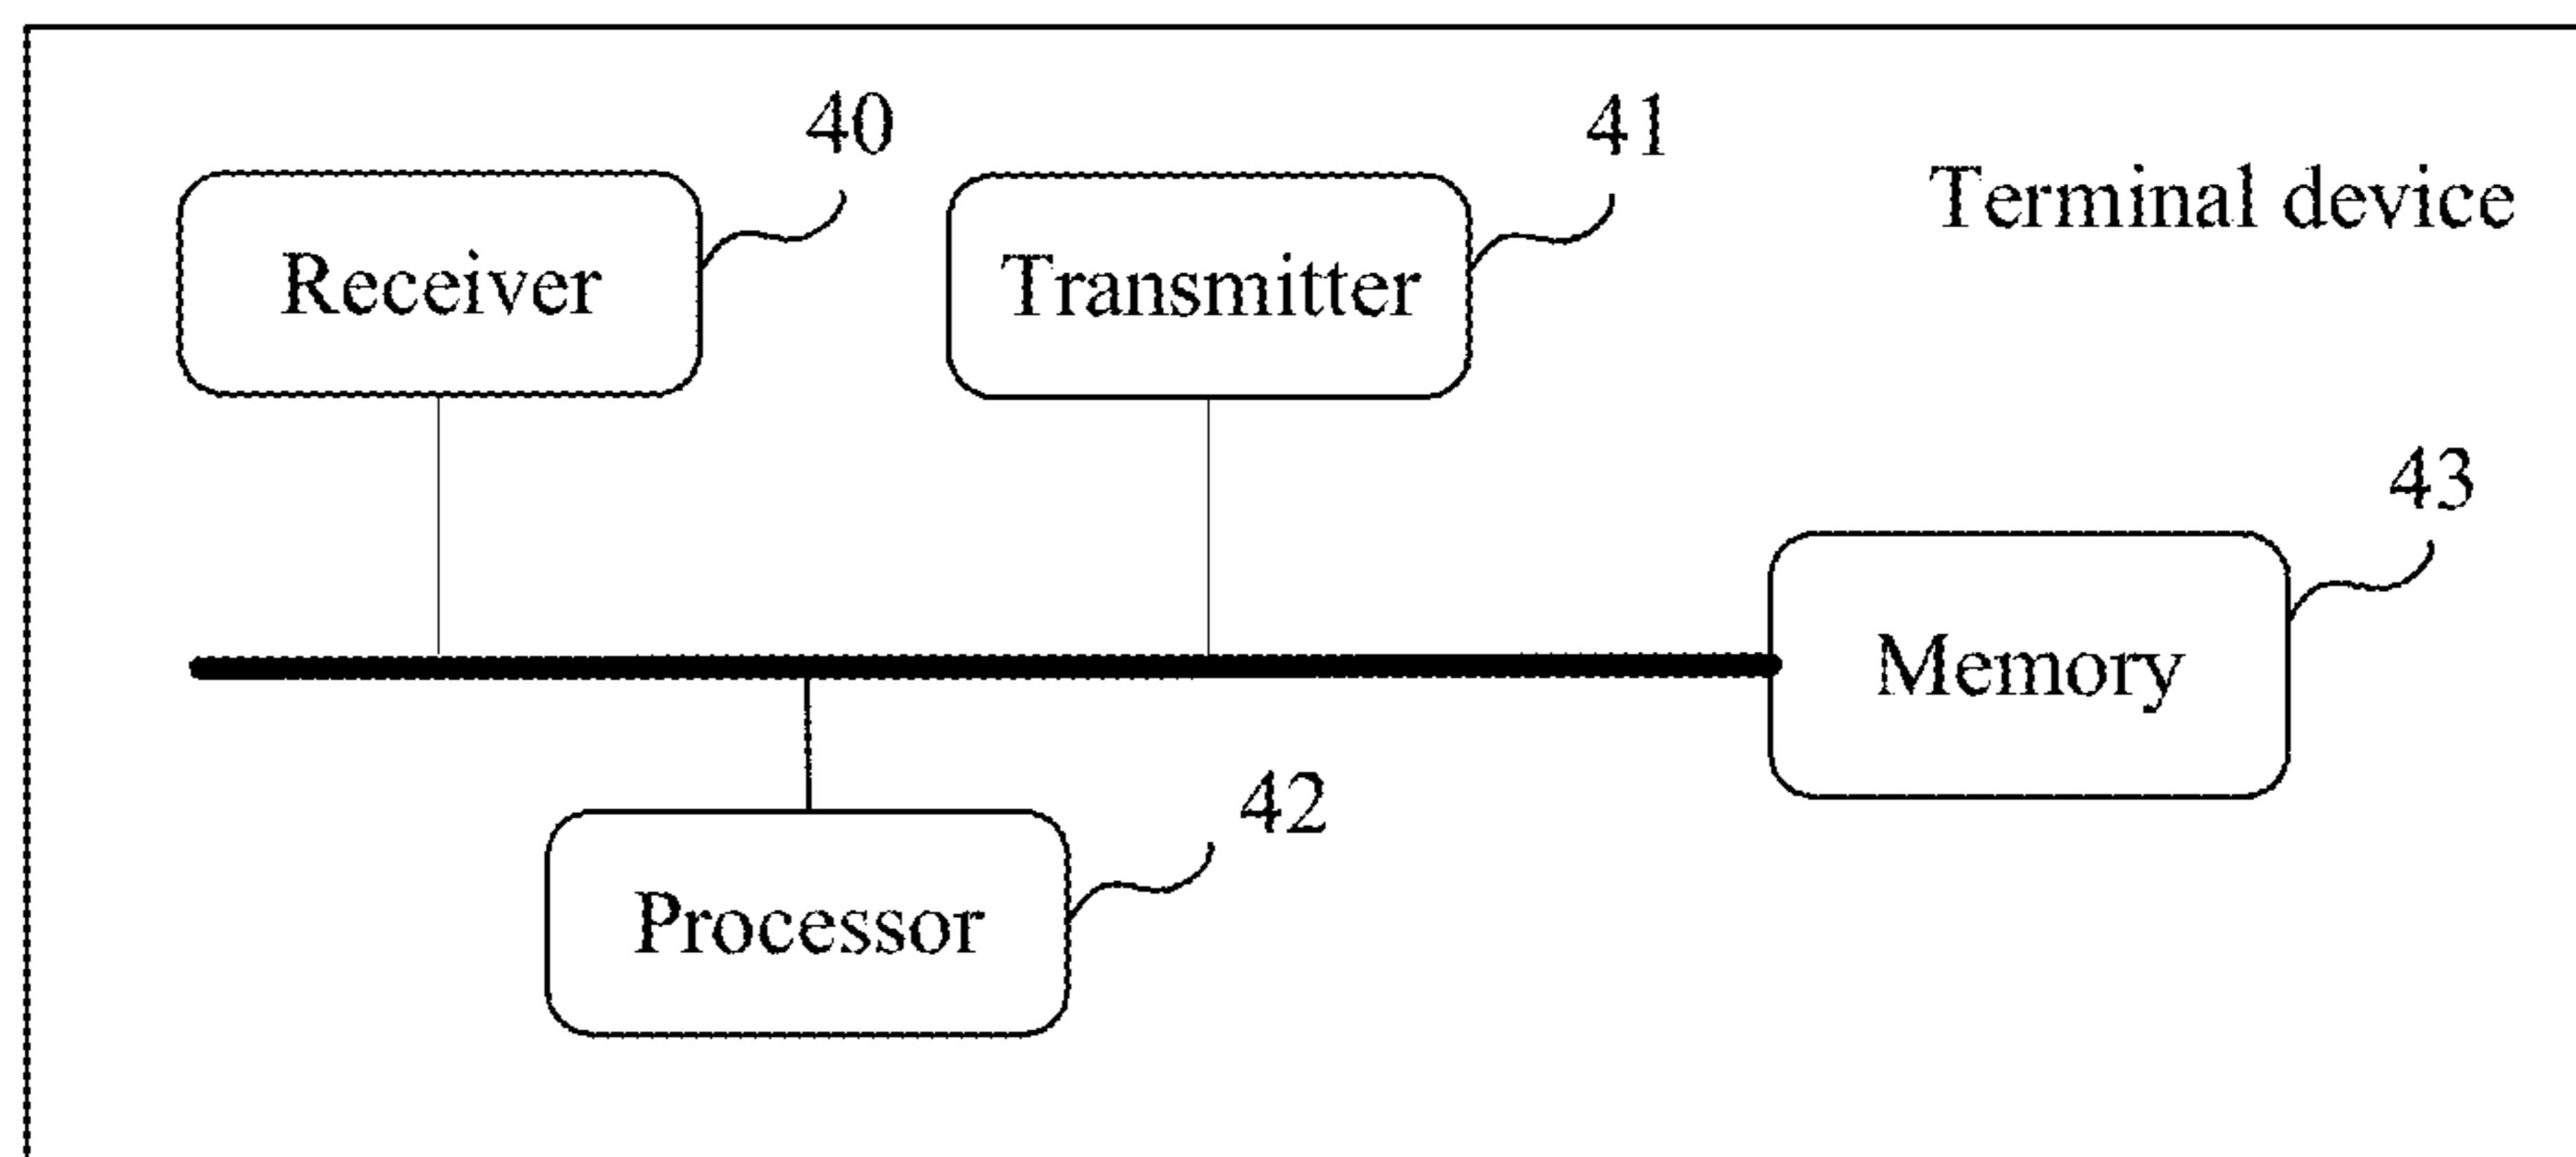 40
41
Terminal device
Receiver
Transmitter
43
Memory
42
Processor